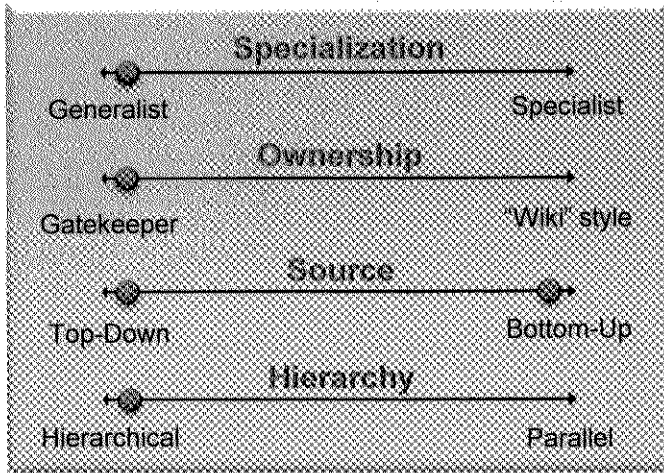 Specialization
Generalist Specialist
Ownership
Gatekeeper "Wiki" style
Source
Top-Down Bottom-Up
Hierarchy
Hierarchical Parallel